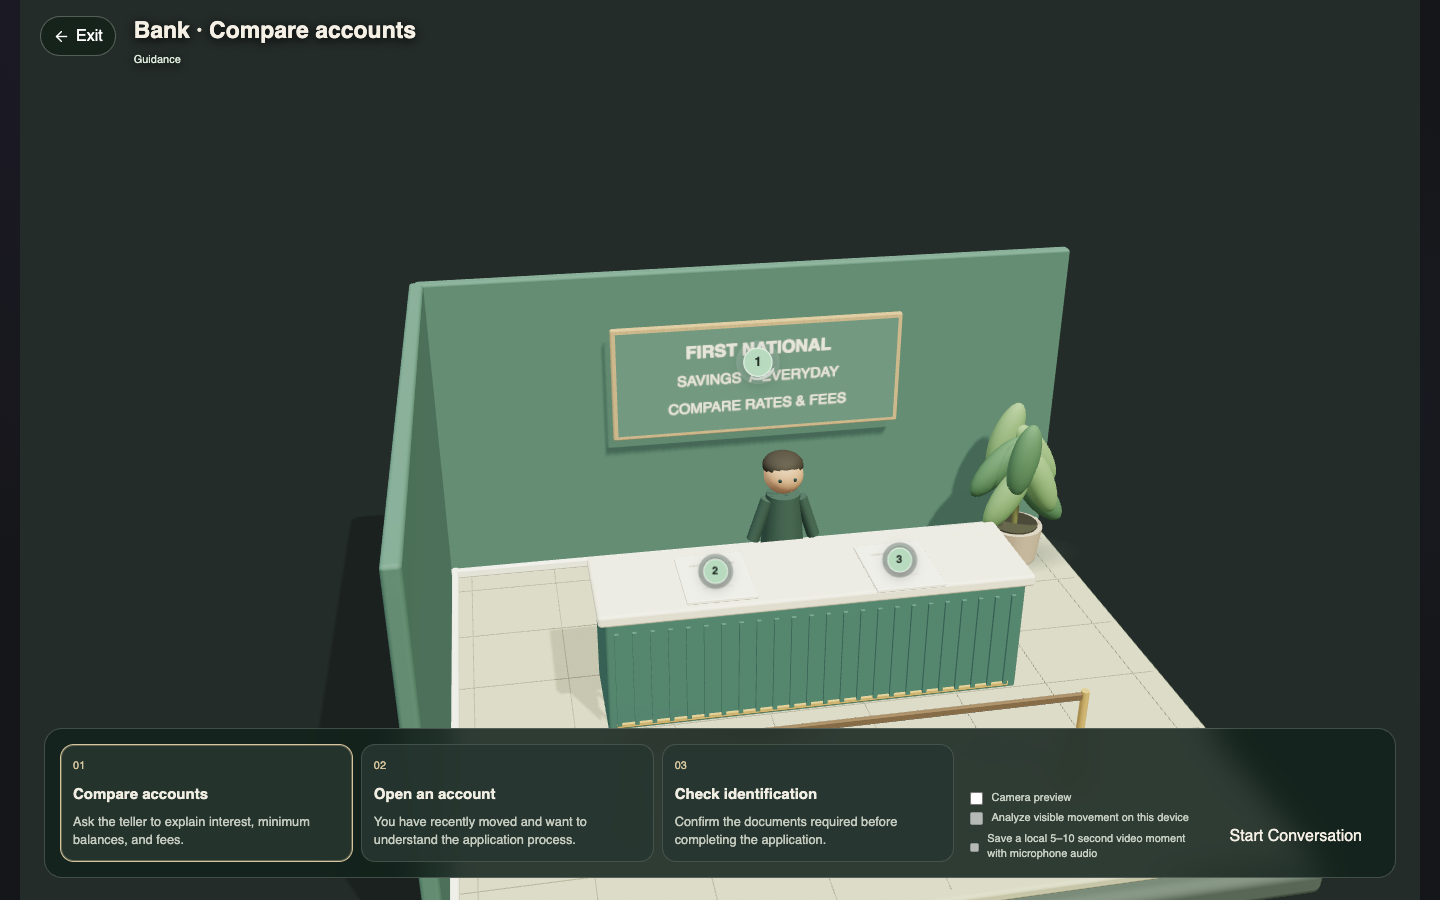 Exit
Bank · Compare accounts
Guidance
FIRST NATIONAL
1
SAVINGS / EVERYDAY
COMPARE RATES & FEES
2
3
01
Compare accounts
Ask the teller to explain interest, minimum
balances, and fees.
02
Open an account
You have recently moved and want to
understand the application process.
03
Check identification
Confirm the documents required before
completing the application.
Camera preview
Analyze visible movement on this device
Save a local 5–10 second video moment
with microphone audio
Start Conversation